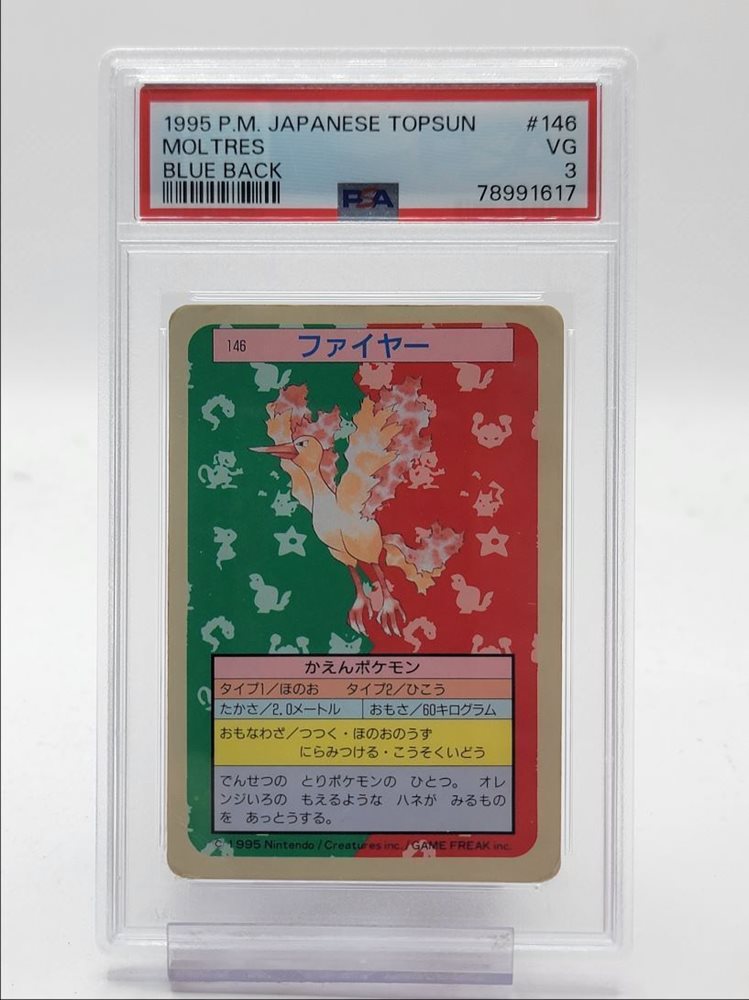 1995 P.M. JAPANESE TOPSUN #146
MOLTRES VG
BLUE BACK 3
PSA 78991617
146 ファイヤー
かえんポケモン
タイプ1/ほのお タイプ2/ひこう
たかさ/2.0メートル おもさ/60キログラム
おもなわざ/つつく・ほのおのうず
にらみつける・こうそくいどう
でんせつの とりポケモンの ひとつ。 オレ
ンジいろの もえるような ハネが みるもの
を あっとうする。
© 1995 Nintendo / Creatures inc. / GAME FREAK inc.